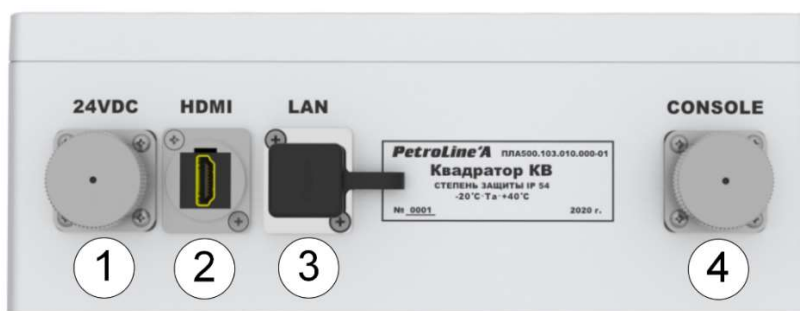 24VDC HDMI LAN CONSOLE
PetroLine'A ПЛА500.103.010.000-01
Квадратор КВ
СТЕПЕНЬ ЗАЩИТЫ IP 54
-20°С·Та·+40°С
№ 0001 2020 г.
1 2 3 4